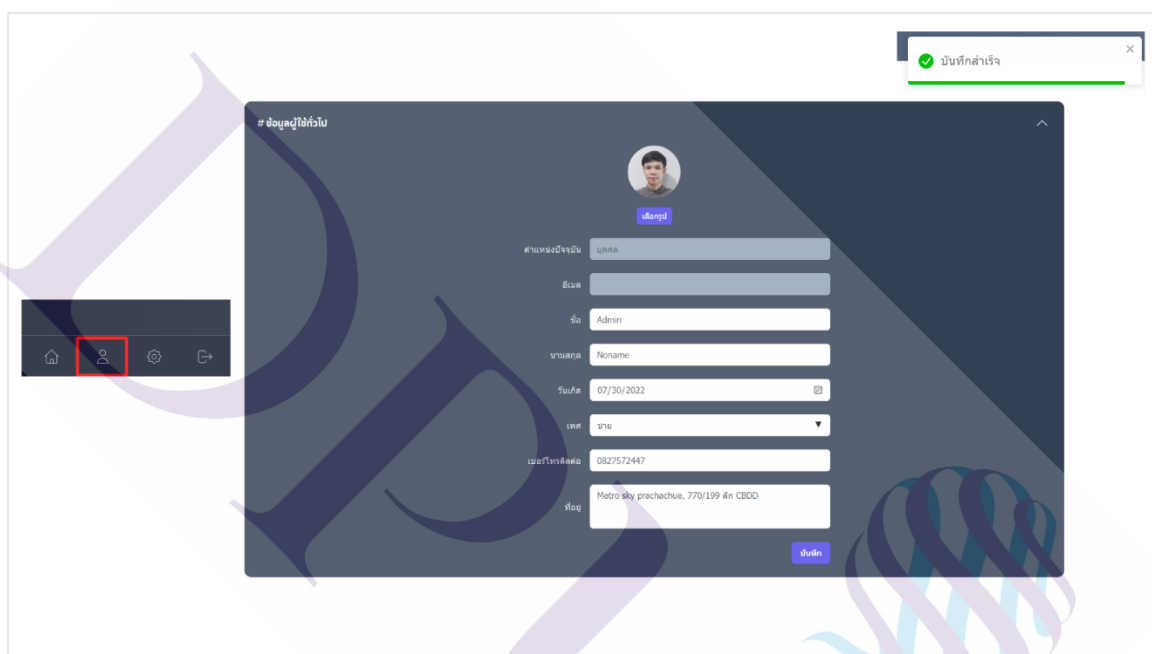 บันทึกสำเร็จ
# ข้อมูลผู้ใช้ทั่วไป
เลือกรูป
ตำแหน่งปัจจุบัน บุคคล
อีเมล
ชื่อ Admin
นามสกุล Noname
วันเกิด 07/30/2022
เพศ ชาย
เบอร์โทรติดต่อ 0827572447
ที่อยู่ Metro sky prachachue, 770/199 ตึก CBDD
บันทึก